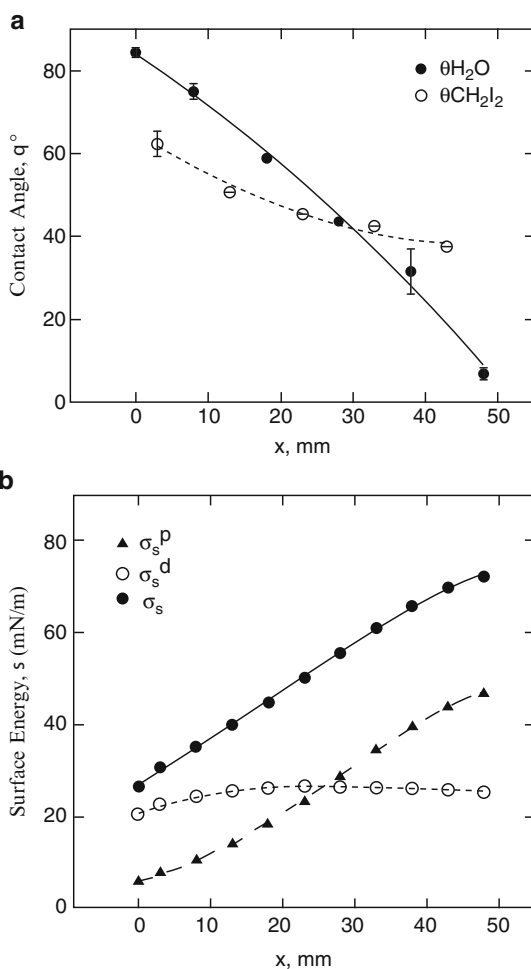 a
80
60
40
20
0
Contact Angle, q°
θH₂O
θCH₂I₂
0 10 20 30 40 50
x, mm
b
80
60
40
20
0
Surface Energy, s (mN/m)
σₛᵖ
σₛᵈ
σₛ
0 10 20 30 40 50
x, mm